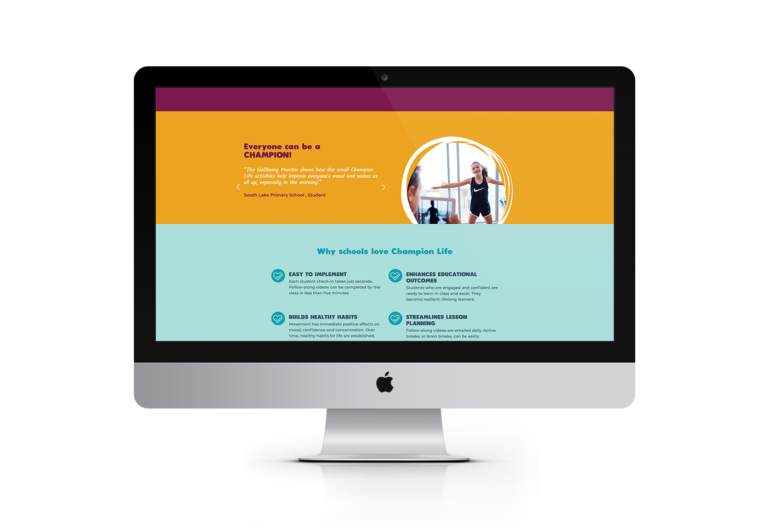 Everyone can be a
CHAMPION!
"The Wellbeing Monitor shows how the small Champion
Life activities help improve everyone's mood and wakes us
all up, especially in the morning."
South Lake Primary School, Student
Why schools love Champion Life
EASY TO IMPLEMENT
Each student check-in takes just seconds.
Follow-along videos can be completed by the
class in less than five minutes.
ENHANCES EDUCATIONAL
OUTCOMES
Students who are engaged and confident are
ready to learn in class and excel. They
become resilient, lifelong learners.
BUILDS HEALTHY HABITS
Movement has immediate positive effects on
mood, confidence and concentration. Over
time, healthy habits for life are established.
STREAMLINES LESSON
PLANNING
Follow-along videos are emailed daily. Active
breaks, or brain breaks, can be easily